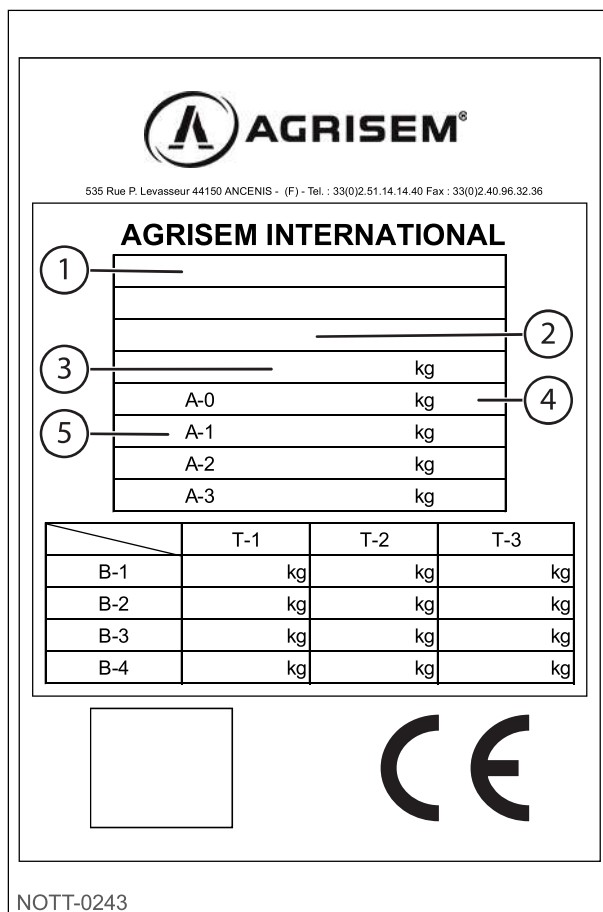 AGRISEM®
535 Rue P. Levasseur 44150 ANCENIS - (F) - Tel. : 33(0)2.51.14.14.40 Fax : 33(0)2.40.96.32.36
AGRISEM INTERNATIONAL
1
2
3 kg
A-0 kg 4
5 A-1 kg
A-2 kg
A-3 kg
T-1 T-2 T-3
B-1 kg kg kg
B-2 kg kg kg
B-3 kg kg kg
B-4 kg kg kg
CE
NOTT-0243